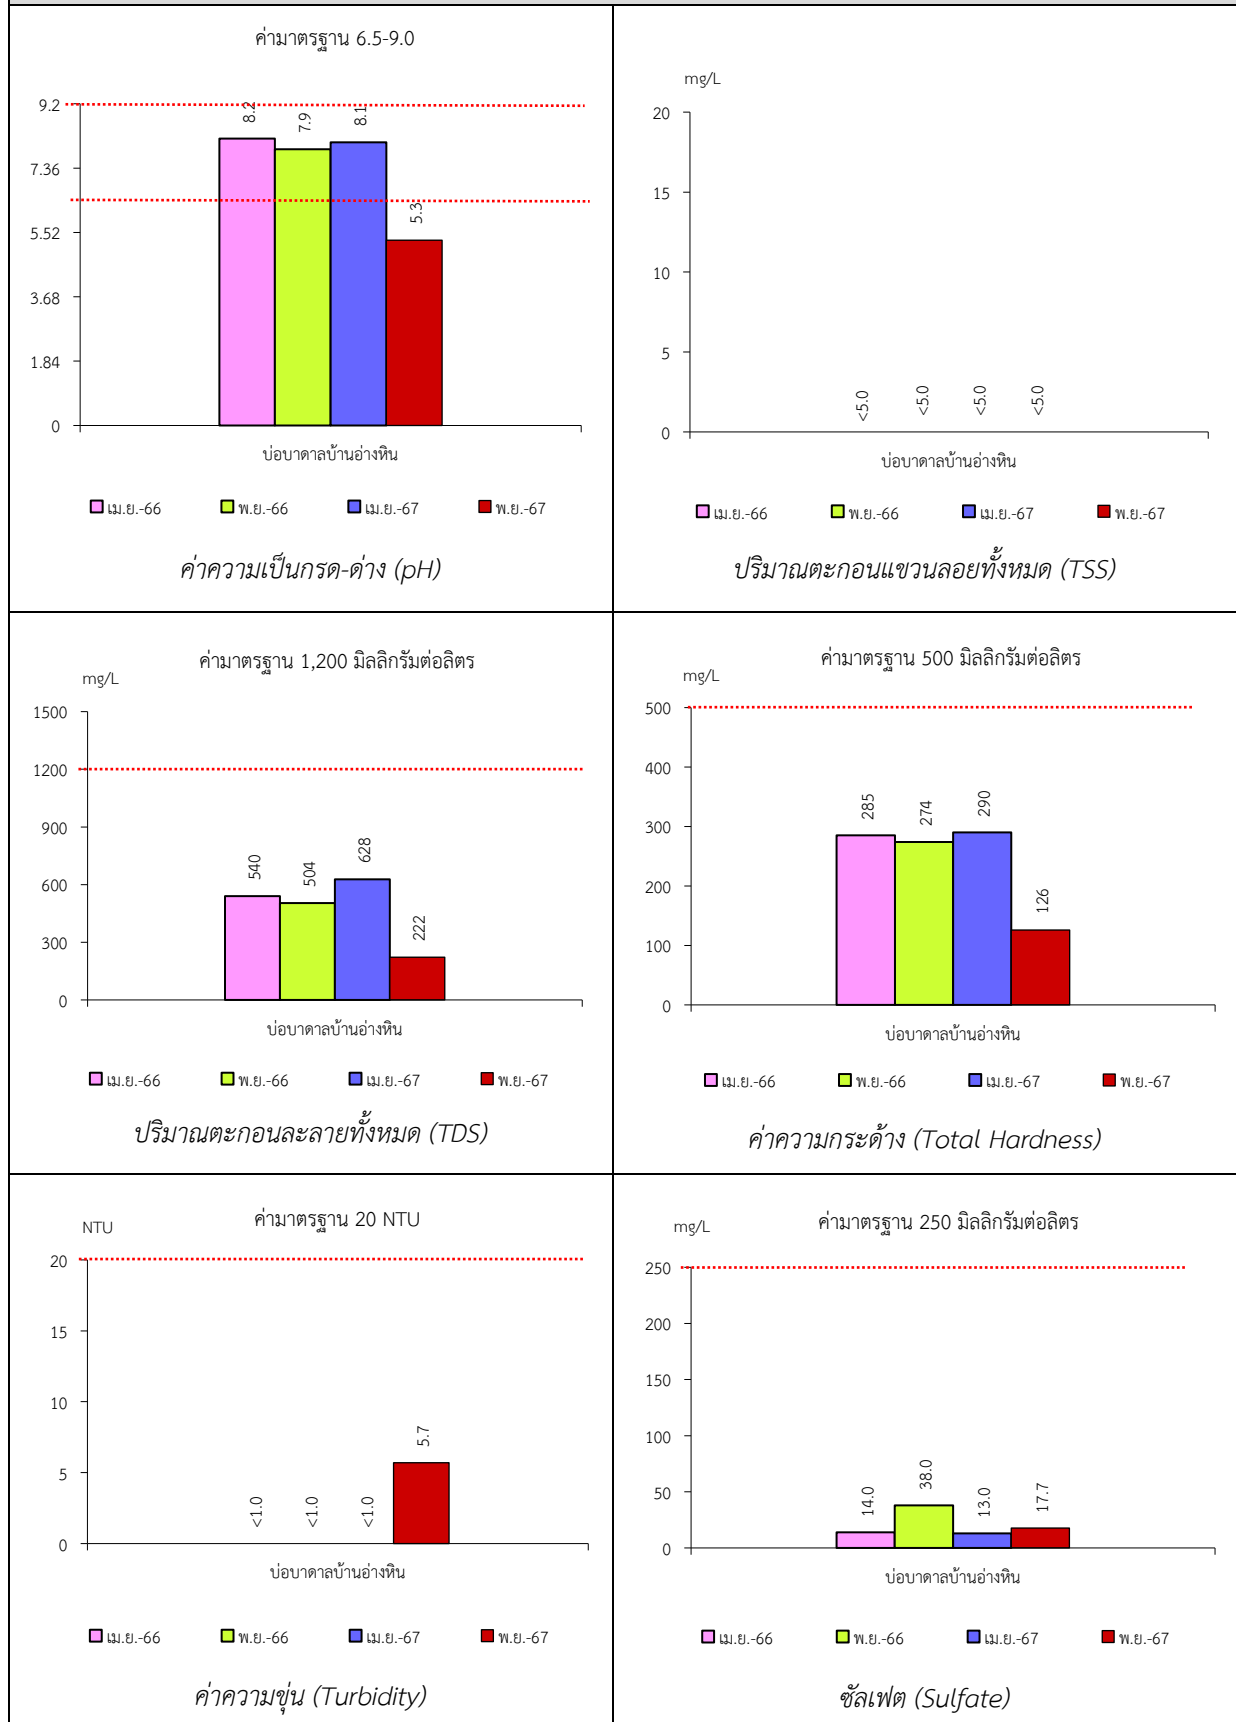 ค่ามาตรฐาน 6.5-9.0
9.2
7.36
5.52
3.68
1.84
0
8.2
7.9
8.1
5.3
บ่อบาดาลบ้านอ่างหิน
เม.ย.-66 พ.ย.-66 เม.ย.-67 พ.ย.-67
ค่าความเป็นกรด-ด่าง (pH)
mg/L
20
15
10
5
0
<5.0
<5.0
<5.0
<5.0
บ่อบาดาลบ้านอ่างหิน
เม.ย.-66 พ.ย.-66 เม.ย.-67 พ.ย.-67
ปริมาณตะกอนแขวนลอยทั้งหมด (TSS)
ค่ามาตรฐาน 1,200 มิลลิกรัมต่อลิตร
mg/L
1500
1200
900
600
300
0
540
504
628
222
บ่อบาดาลบ้านอ่างหิน
เม.ย.-66 พ.ย.-66 เม.ย.-67 พ.ย.-67
ปริมาณตะกอนละลายทั้งหมด (TDS)
ค่ามาตรฐาน 500 มิลลิกรัมต่อลิตร
mg/L
500
400
300
200
100
0
285
274
290
126
บ่อบาดาลบ้านอ่างหิน
เม.ย.-66 พ.ย.-66 เม.ย.-67 พ.ย.-67
ค่าความกระด้าง (Total Hardness)
ค่ามาตรฐาน 20 NTU
NTU
20
15
10
5
0
<1.0
<1.0
<1.0
5.7
บ่อบาดาลบ้านอ่างหิน
เม.ย.-66 พ.ย.-66 เม.ย.-67 พ.ย.-67
ค่าความขุ่น (Turbidity)
ค่ามาตรฐาน 250 มิลลิกรัมต่อลิตร
mg/L
250
200
150
100
50
0
14.0
38.0
13.0
17.7
บ่อบาดาลบ้านอ่างหิน
เม.ย.-66 พ.ย.-66 เม.ย.-67 พ.ย.-67
ซัลเฟต (Sulfate)